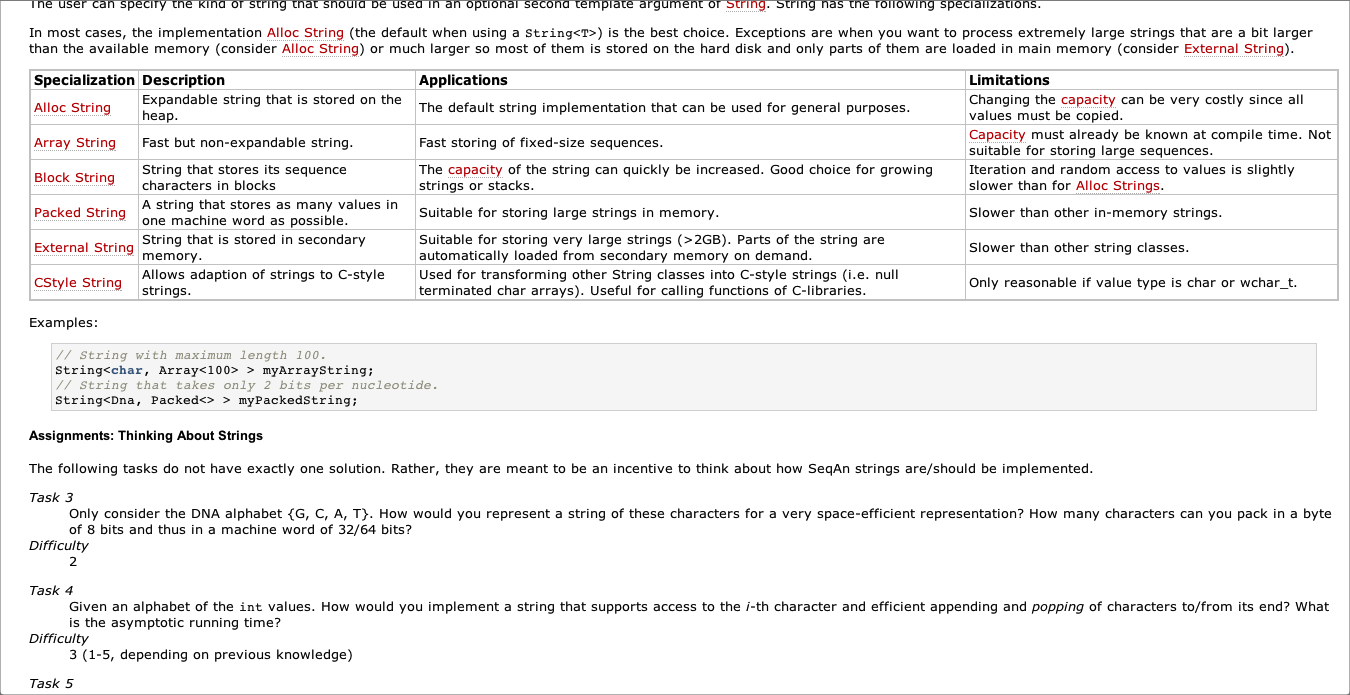 The user can specify the kind of string that should be used in an optional second template argument of String. String has the following specializations.
In most cases, the implementation Alloc String (the default when using a String<T>) is the best choice. Exceptions are when you want to process extremely large strings that are a bit larger
than the available memory (consider Alloc String) or much larger so most of them is stored on the hard disk and only parts of them are loaded in main memory (consider External String).
Specialization Description Applications Limitations
Alloc String Expandable string that is stored on the heap. The default string implementation that can be used for general purposes. Changing the capacity can be very costly since all values must be copied.
Array String Fast but non-expandable string. Fast storing of fixed-size sequences. Capacity must already be known at compile time. Not suitable for storing large sequences.
Block String String that stores its sequence characters in blocks The capacity of the string can quickly be increased. Good choice for growing strings or stacks. Iteration and random access to values is slightly slower than for Alloc Strings.
Packed String A string that stores as many values in one machine word as possible. Suitable for storing large strings in memory. Slower than other in-memory strings.
External String String that is stored in secondary memory. Suitable for storing very large strings (>2GB). Parts of the string are automatically loaded from secondary memory on demand. Slower than other string classes.
CStyle String Allows adaption of strings to C-style strings. Used for transforming other String classes into C-style strings (i.e. null terminated char arrays). Useful for calling functions of C-libraries. Only reasonable if value type is char or wchar_t.
Examples:
// String with maximum length 100.
String<char, Array<100> > myArrayString;
// String that takes only 2 bits per nucleotide.
String<Dna, Packed<> > myPackedString;
Assignments: Thinking About Strings
The following tasks do not have exactly one solution. Rather, they are meant to be an incentive to think about how SeqAn strings are/should be implemented.
Task 3
Only consider the DNA alphabet {G, C, A, T}. How would you represent a string of these characters for a very space-efficient representation? How many characters can you pack in a byte
of 8 bits and thus in a machine word of 32/64 bits?
Difficulty
2
Task 4
Given an alphabet of the int values. How would you implement a string that supports access to the i-th character and efficient appending and popping of characters to/from its end? What
is the asymptotic running time?
Difficulty
3 (1-5, depending on previous knowledge)
Task 5